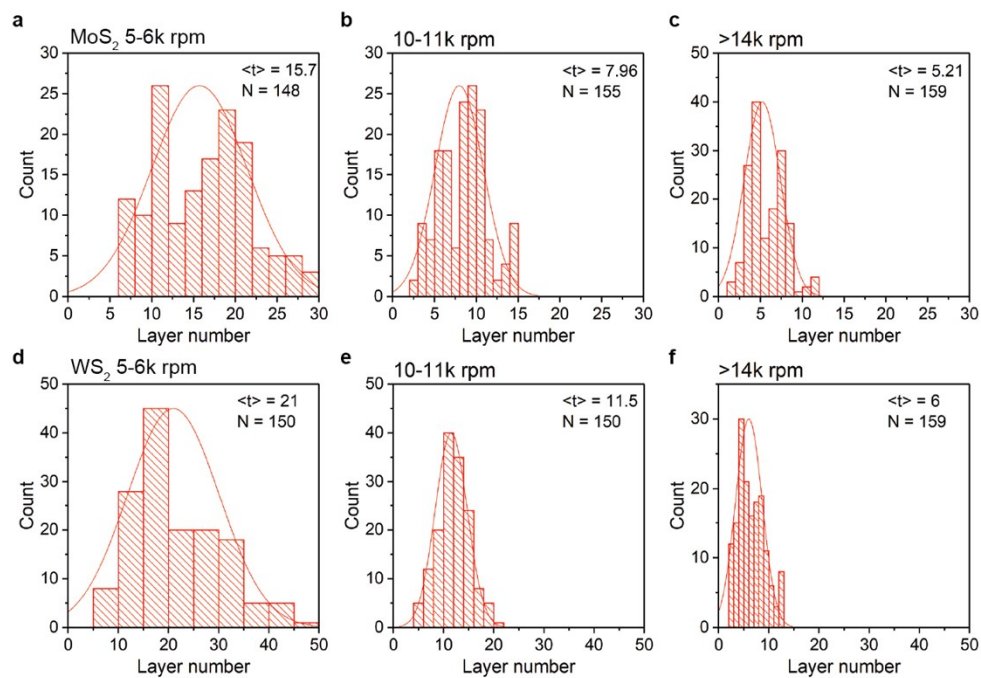 a
MoS₂ 5-6k rpm
<t> = 15.7
N = 148
Count
30
25
20
15
10
5
0
0 5 10 15 20 25 30
Layer number
b
10-11k rpm
<t> = 7.96
N = 155
Count
30
25
20
15
10
5
0
0 5 10 15 20 25 30
Layer number
c
>14k rpm
<t> = 5.21
N = 159
Count
50
40
30
20
10
0
0 5 10 15 20 25 30
Layer number
d
WS₂ 5-6k rpm
<t> = 21
N = 150
Count
50
40
30
20
10
0
0 10 20 30 40 50
Layer number
e
10-11k rpm
<t> = 11.5
N = 150
Count
50
40
30
20
10
0
0 10 20 30 40 50
Layer number
f
>14k rpm
<t> = 6
N = 159
Count
30
20
10
0
0 10 20 30 40 50
Layer number